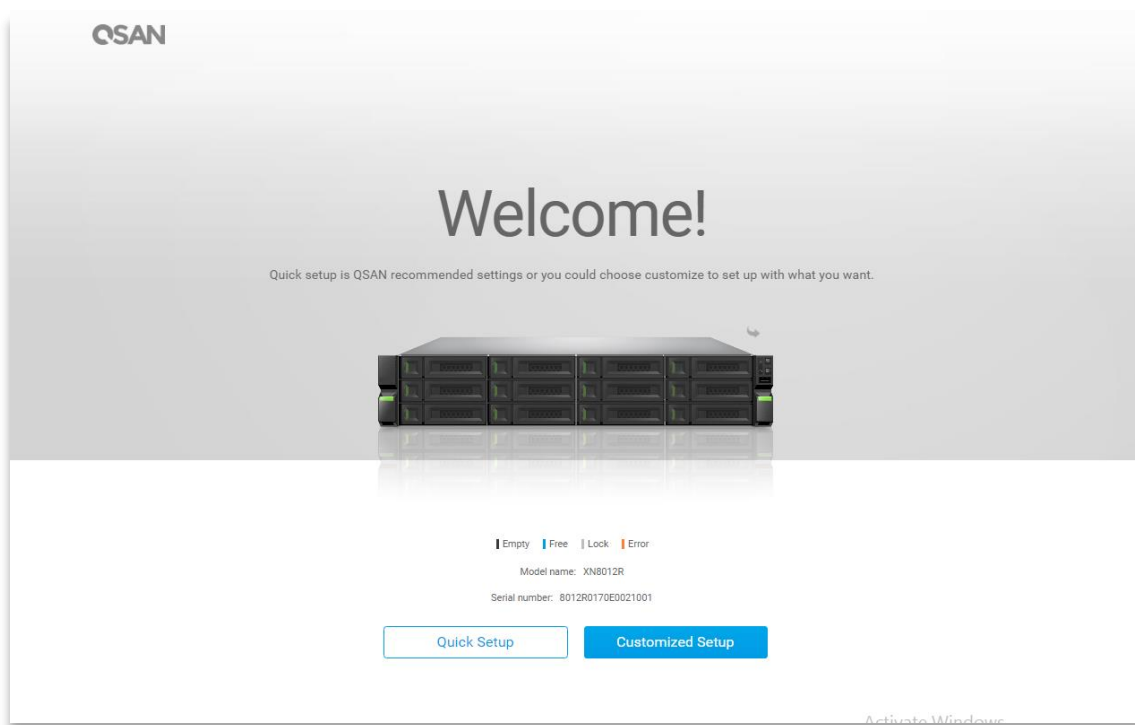 QSAN
Welcome!
Quick setup is QSAN recommended settings or you could choose customize to set up with what you want.
Empty Free Lock Error
Model name: XN8012R
Serial number: 8012R0170E0021001
Quick Setup Customized Setup
Activate Windows